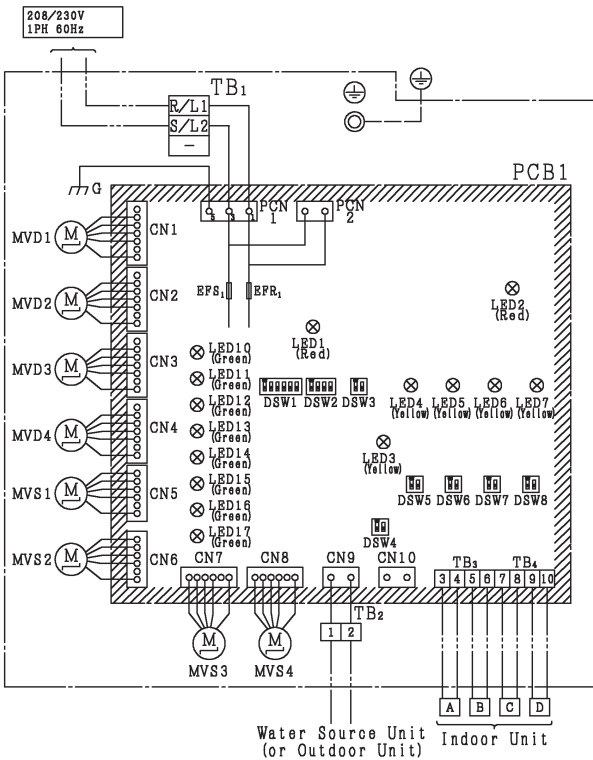 208/230V
1PH 60Hz
TB1
R/L1
S/L2
-
PCB1
G
5 3 1
PCN 1
PCN 2
MVD1
M
CN1
MVD2
M
CN2
EFS1
EFR1
LED2
(Red)
LED1
(Red)
MVD3
M
CN3
LED10
(Green)
LED11
(Green)
DSW1
DSW2
DSW3
LED4
(Yellow)
LED5
(Yellow)
LED6
(Yellow)
LED7
(Yellow)
LED12
(Green)
MVD4
M
CN4
LED13
(Green)
LED14
(Green)
LED3
(Yellow)
MVS1
M
CN5
LED15
(Green)
DSW5
DSW6
DSW7
DSW8
LED16
(Green)
LED17
(Green)
DSW4
MVS2
M
CN6
CN7
CN8
CN9
CN10
TB3
TB4
3 4 5 6 7 8 9 10
M
MVS3
M
MVS4
TB2
1 2
A
B
C
D
Water Source Unit
(or Outdoor Unit)
Indoor Unit